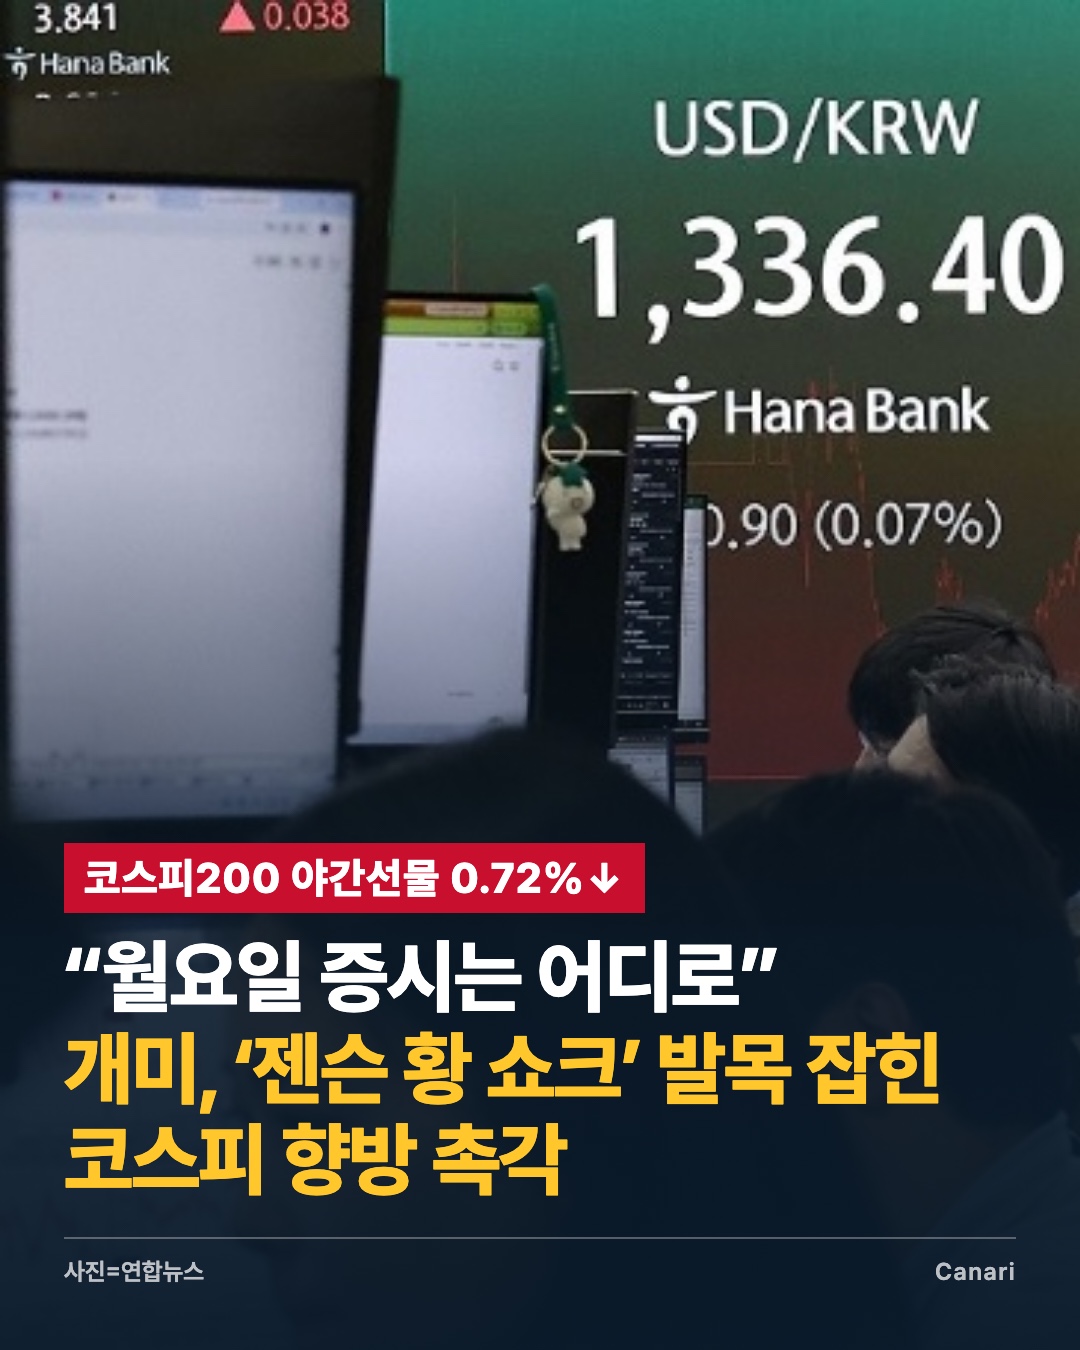 3.841 ▲0.038
Hana Bank
USD/KRW
1,336.40
Hana Bank
0.90 (0.07%)
코스피200 야간선물 0.72%↓
“월요일 증시는 어디로”
개미, ‘젠슨 황 쇼크’ 발목 잡힌
코스피 향방 촉각
사진=연합뉴스
Canari